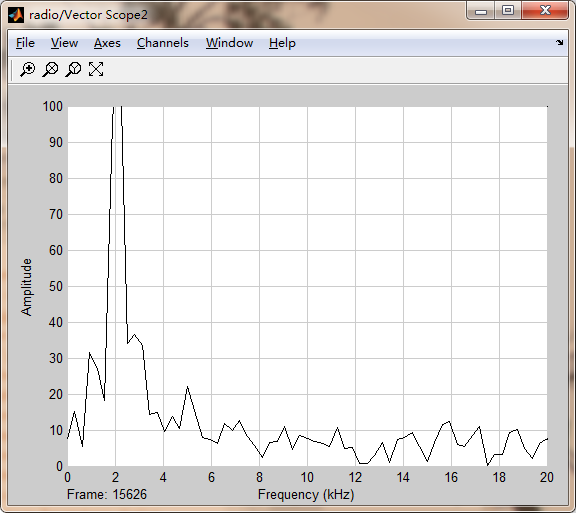 radio/Vector Scope2
File View Axes Channels Window Help
100
90
80
70
60
50
40
30
20
10
0
Amplitude
0 2 4 6 8 10 12 14 16 18 20
Frame: 15626 Frequency (kHz)